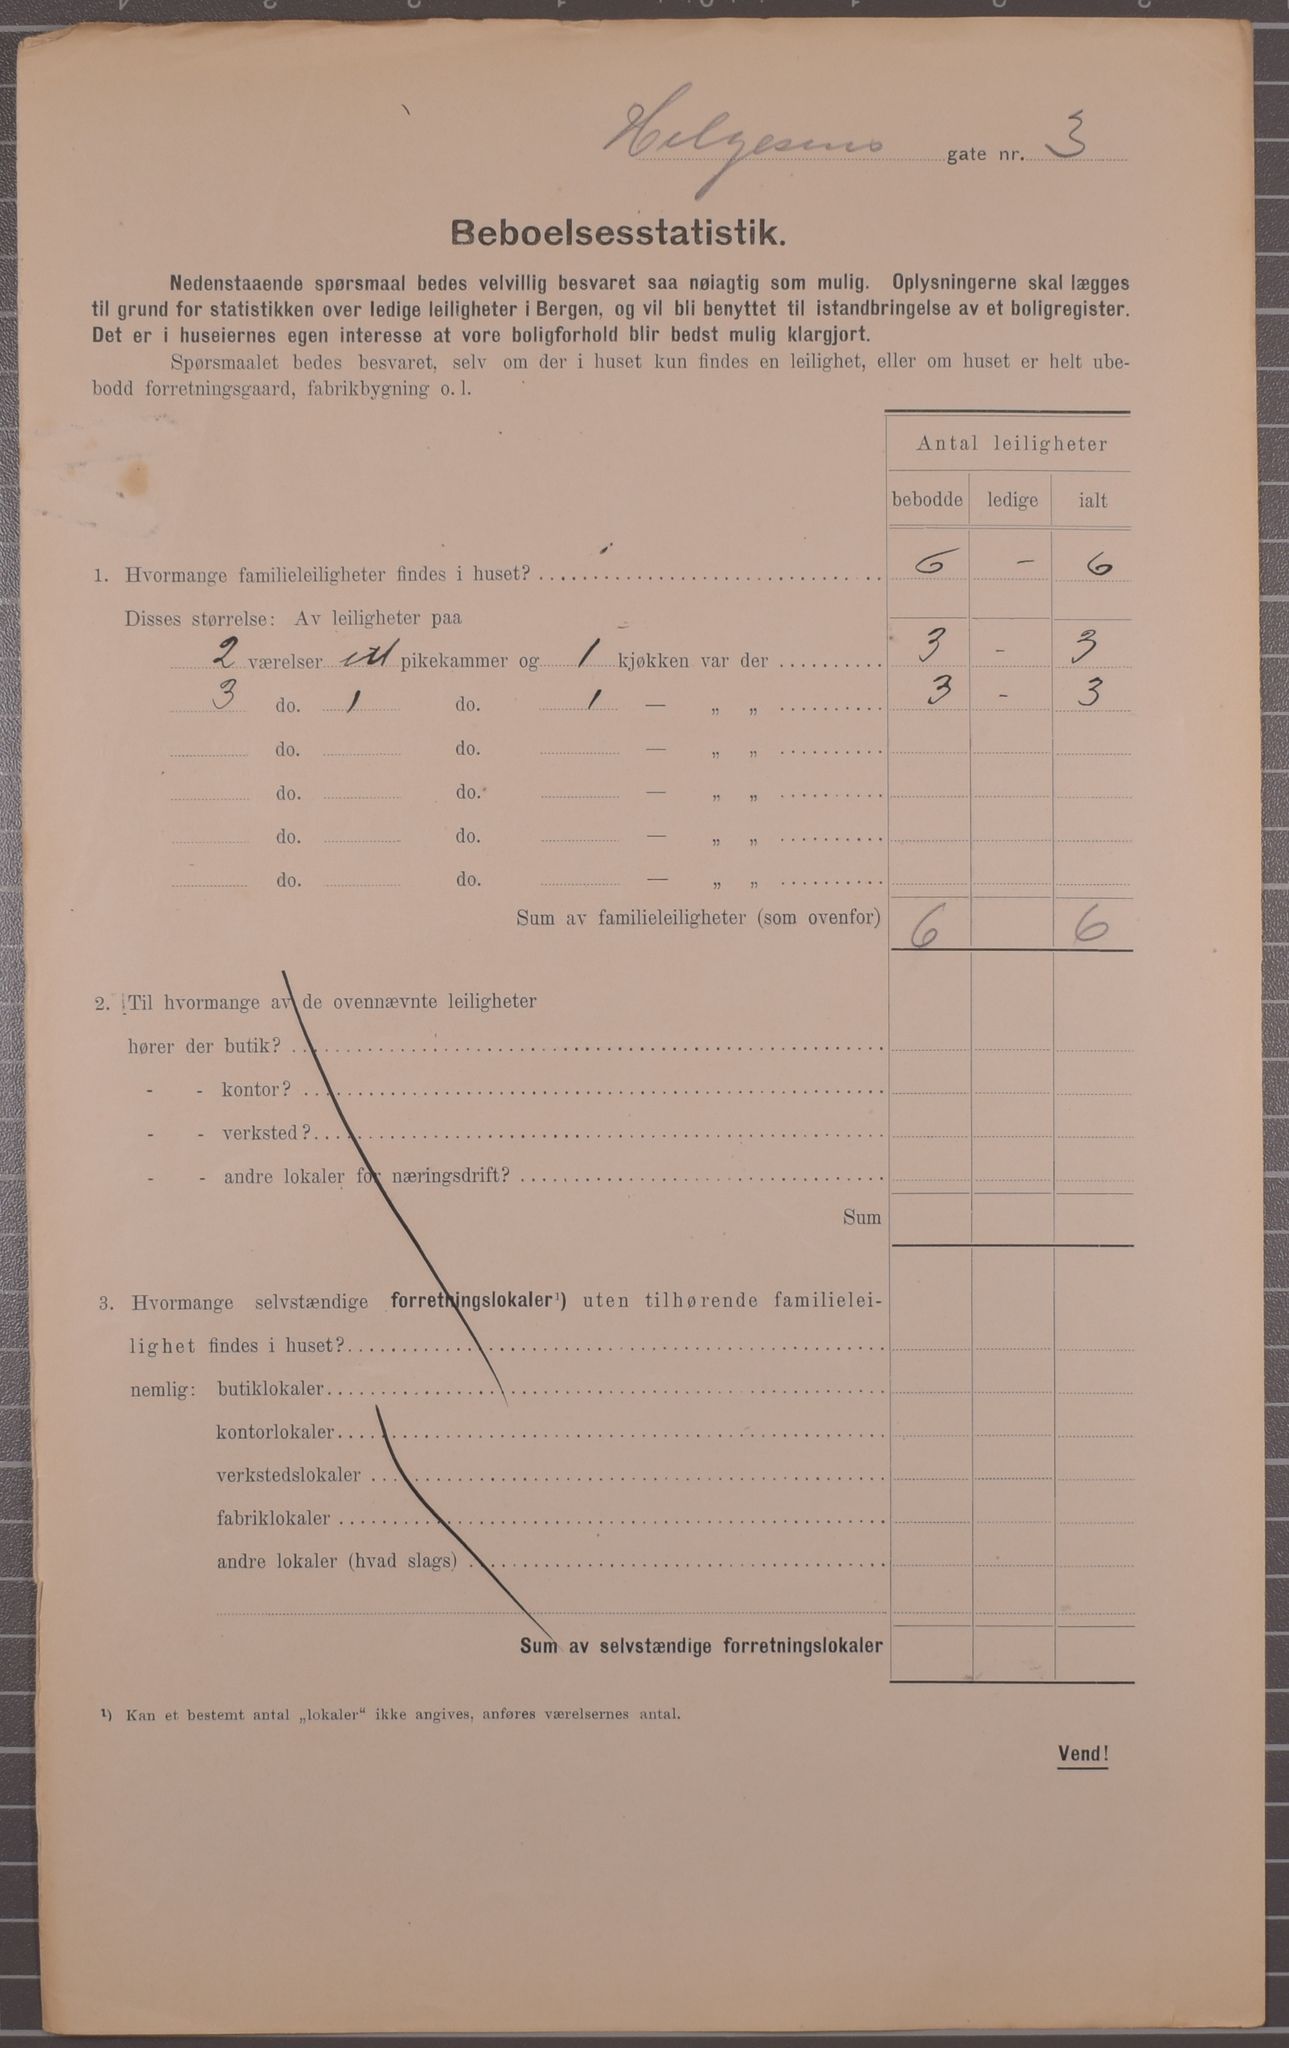 Helgesens gate nr. 3
Beboelsesstatistik.
Nedenstaaende spørsmaal bedes velvillig besvaret saa nøiagtig som mulig. Oplysningerne skal lægges
til grund for statistikken over ledige leiligheter i Bergen, og vil bli benyttet til istandbringelse av et boligregister.
Det er i huseiernes egen interesse at vore boligforhold blir bedst mulig klargjort.
Spørsmaalet bedes besvaret, selv om der i huset kun findes en leilighet, eller om huset er helt ube-
bodd forretningsgaard, fabrikbygning o. l.
Antal leiligheter
bebodde ledige ialt
1. Hvormange familieleiligheter findes i huset? 6 - 6
Disses størrelse: Av leiligheter paa
2 værelser pikekammer og 1 kjøkken var der 3 - 3
3 do. 1 do. 1 — „ „ 3 - 3
do. do. — „ „
do. do. — „ „
do. do. — „ „
do. do. — „ „
Sum av familieleiligheter (som ovenfor) 6 6
2. Til hvormange av de ovennævnte leiligheter
hører der butik?
- - kontor?
- - verksted?
- - andre lokaler for næringsdrift?
Sum
3. Hvormange selvstændige forretningslokaler¹) uten tilhørende familielei-
lighet findes i huset?
nemlig: butiklokaler
kontorlokaler
verkstedslokaler
fabriklokaler
andre lokaler (hvad slags)
Sum av selvstændige forretningslokaler
¹) Kan et bestemt antal „lokaler“ ikke angives, anføres værelsernes antal.
Vend!